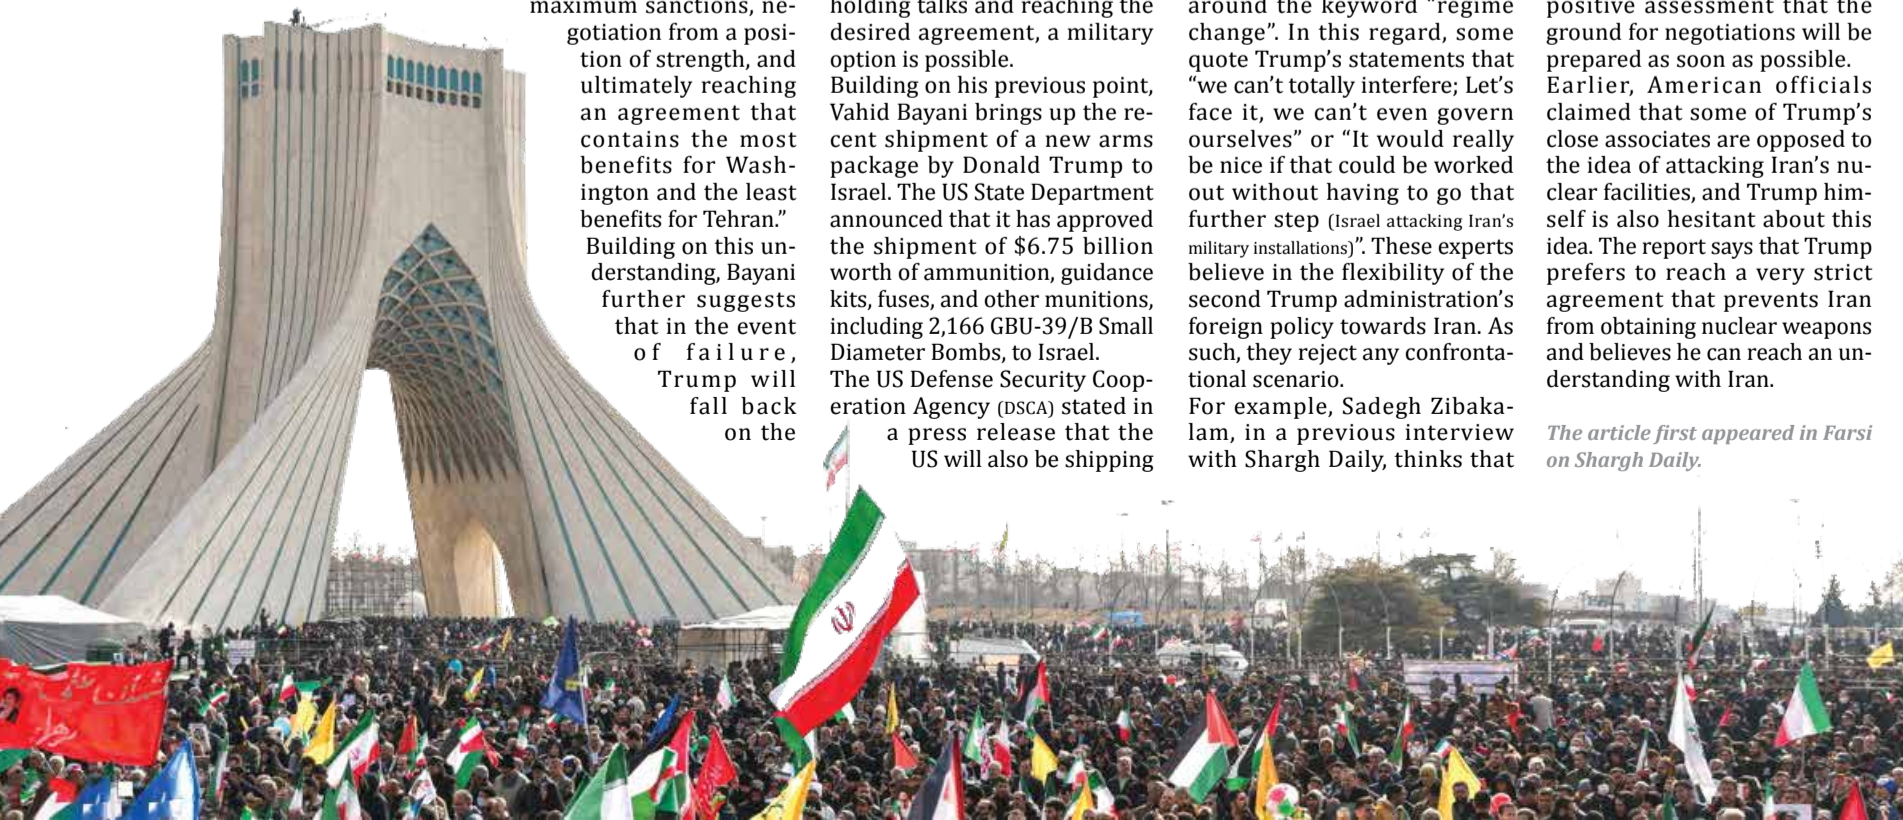 maximum sanctions, ne-
gotiation from a posi-
tion of strength, and
ultimately reaching
an agreement that
contains the most
benefits for Wash-
ington and the least
benefits for Tehran.”
Building on this un-
derstanding, Bayani
further suggests
that in the event
of failure,
Trump will
fall back
on the
holding talks and reaching the
desired agreement, a military
option is possible.
Building on his previous point,
Vahid Bayani brings up the re-
cent shipment of a new arms
package by Donald Trump to
Israel. The US State Department
announced that it has approved
the shipment of $6.75 billion
worth of ammunition, guidance
kits, fuses, and other munitions,
including 2,166 GBU-39/B Small
Diameter Bombs, to Israel.
The US Defense Security Coop-
eration Agency (DSCA) stated in
a press release that the
US will also be shipping
around the keyword “regime
change”. In this regard, some
quote Trump’s statements that
“we can’t totally interfere; Let’s
face it, we can’t even govern
ourselves” or “It would really
be nice if that could be worked
out without having to go that
further step (Israel attacking Iran’s
military installations)”. These experts
believe in the flexibility of the
second Trump administration’s
foreign policy towards Iran. As
such, they reject any confronta-
tional scenario.
For example, Sadegh Zibaka-
lam, in a previous interview
with Shargh Daily, thinks that
positive assessment that the
ground for negotiations will be
prepared as soon as possible.
Earlier, American officials
claimed that some of Trump’s
close associates are opposed to
the idea of attacking Iran’s nu-
clear facilities, and Trump him-
self is also hesitant about this
idea. The report says that Trump
prefers to reach a very strict
agreement that prevents Iran
from obtaining nuclear weapons
and believes he can reach an un-
derstanding with Iran.
The article first appeared in Farsi
on Shargh Daily.